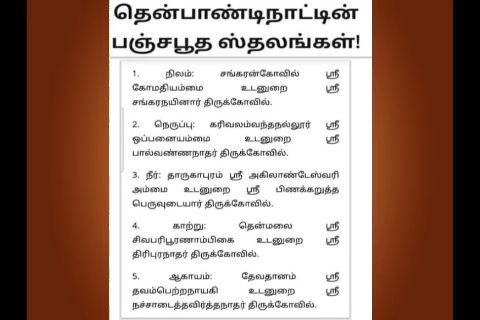 தென்பாண்டிநாட்டின்
பஞ்சபூத ஸ்தலங்கள்!
1. நிலம்: சங்கரன்கோவில் ஸ்ரீ
கோமதியம்மை உடனுறை ஸ்ரீ
சங்கரநயினார் திருக்கோவில்.
2. நெருப்பு: கரிவலம்வந்தநல்லூர் ஸ்ரீ
ஒப்பனையம்மை உடனுறை ஸ்ரீ
பால்வண்ணநாதர் திருக்கோவில்.
3. நீர்: தாருகாபுரம் ஸ்ரீ அகிலாண்டேஸ்வரி
அம்மை உடனுறை ஸ்ரீ பிணக்கறுத்த
பெருவுடையார் திருக்கோவில்.
4. காற்று: தென்மலை ஸ்ரீ
சிவபரிபூரணாம்பிகை உடனுறை ஸ்ரீ
திரிபுரநாதர் திருக்கோவில்.
5. ஆகாயம்: தேவதானம் ஸ்ரீ
தவம்பெற்றநாயகி உடனுறை ஸ்ரீ
நச்சாடைத்தவிர்த்தநாதர் திருக்கோவில்.